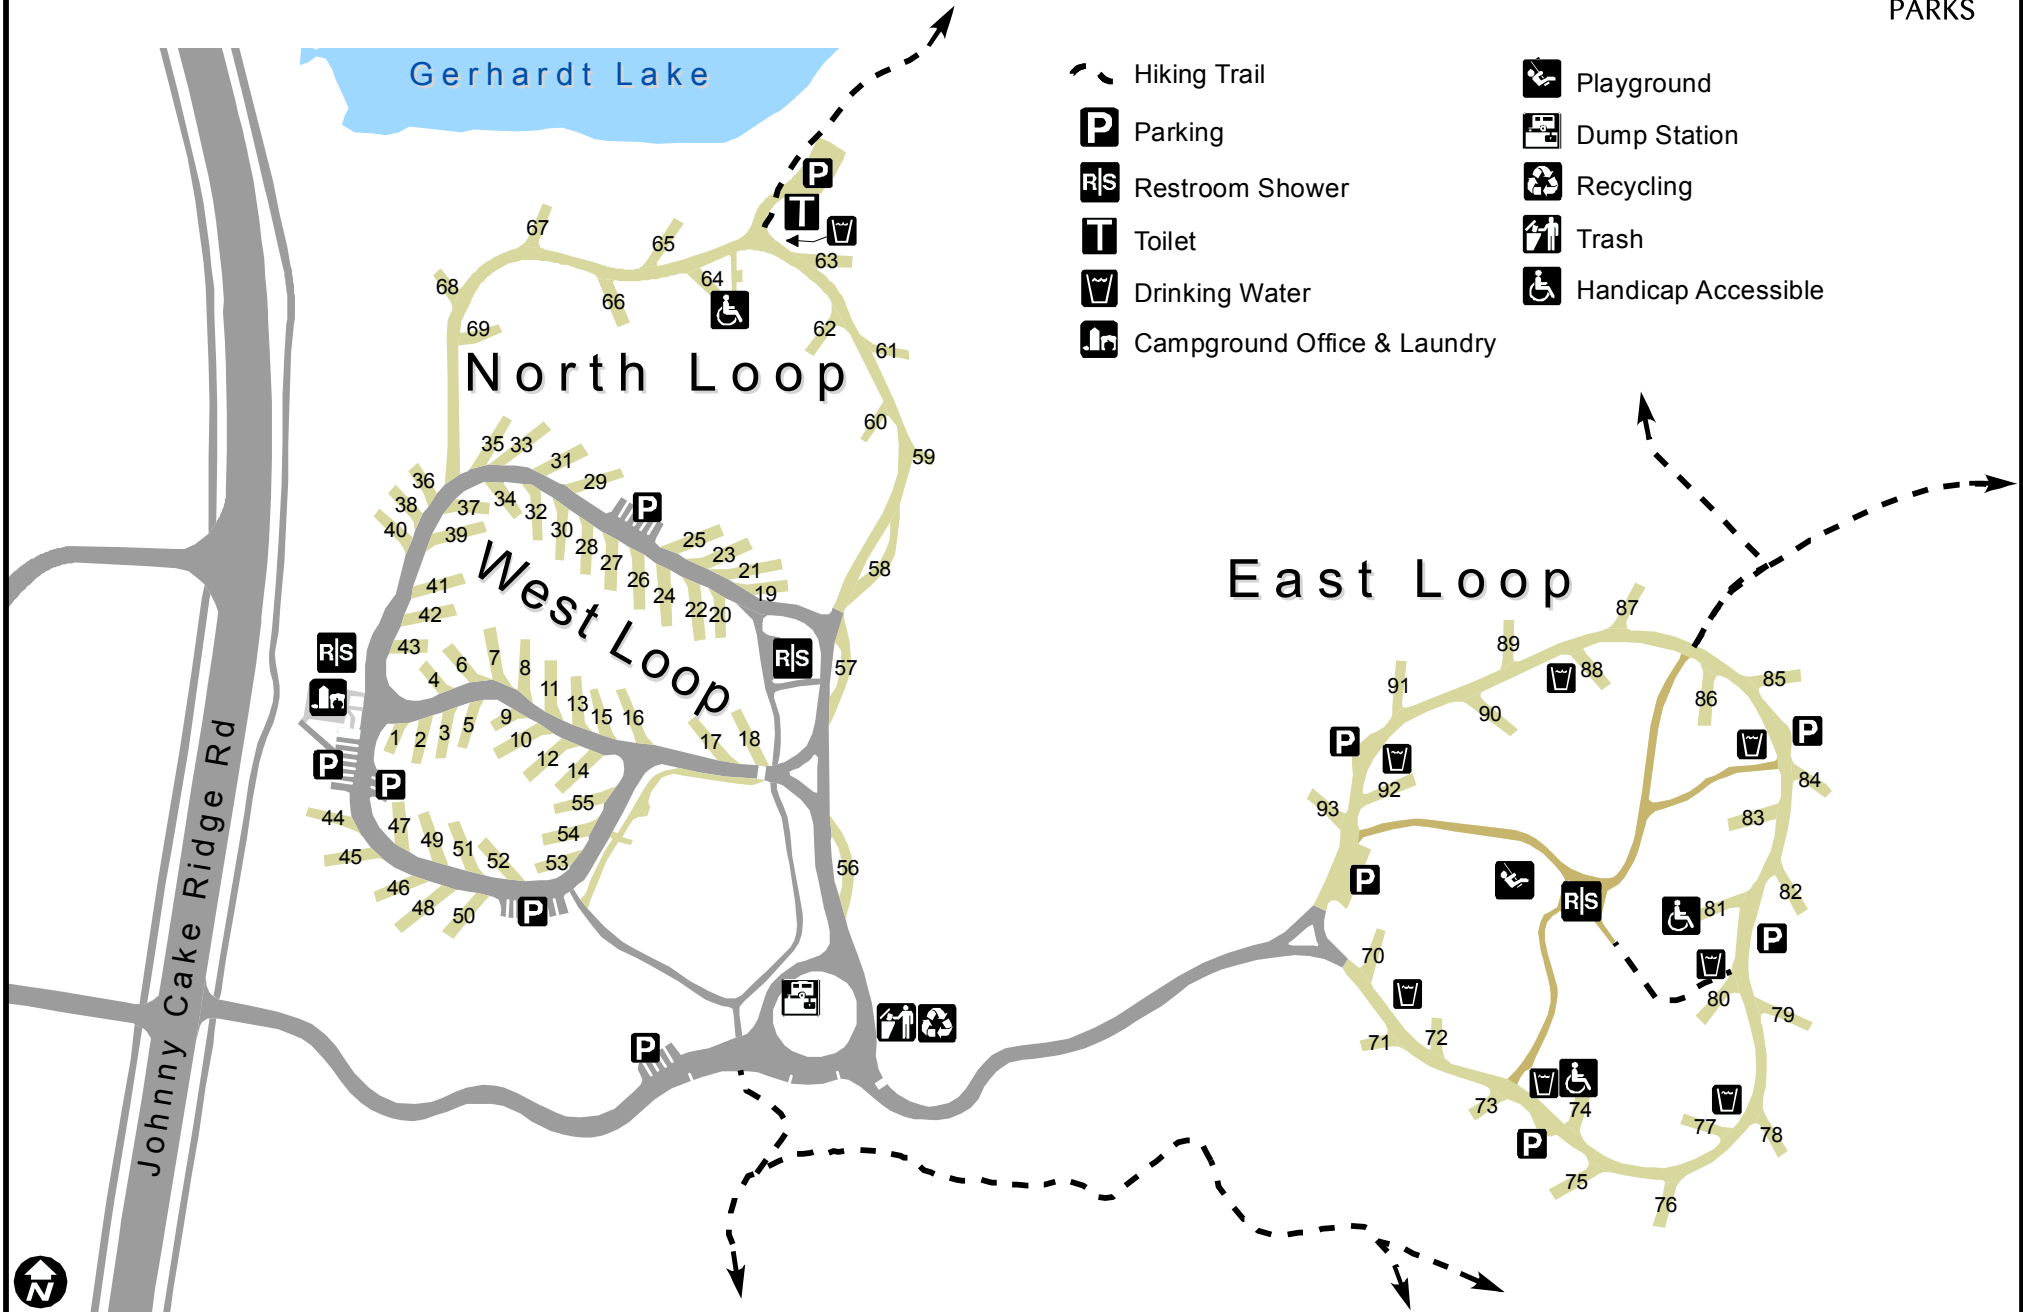 PARKS
Gerhardt Lake
Hiking Trail
P Parking
R|S Restroom Shower
T Toilet
Drinking Water
Campground Office & Laundry
Playground
Dump Station
Recycling
Trash
Handicap Accessible
P
T
67
65
63
64
68
66
69
62
61
North Loop
60
59
35 33
31
29
36
34
37
38
32
P
40
39
30
28
25
23
27
21
26
58
41
24
19
42
22 20
West Loop
43
R|S
R|S
6
7
8
57
4
11
13
15
16
9
5
3
1
2
10
17
18
12
14
P
P
55
44
47
54
49
51
45
52
53
56
46
48
50
P
P
Johnny Cake Ridge Rd
East Loop
87
89
88
85
91
86
90
P
P
84
92
93
83
P
R|S
82
81
P
70
80
79
71
72
73
74
77
78
P
75
76
N